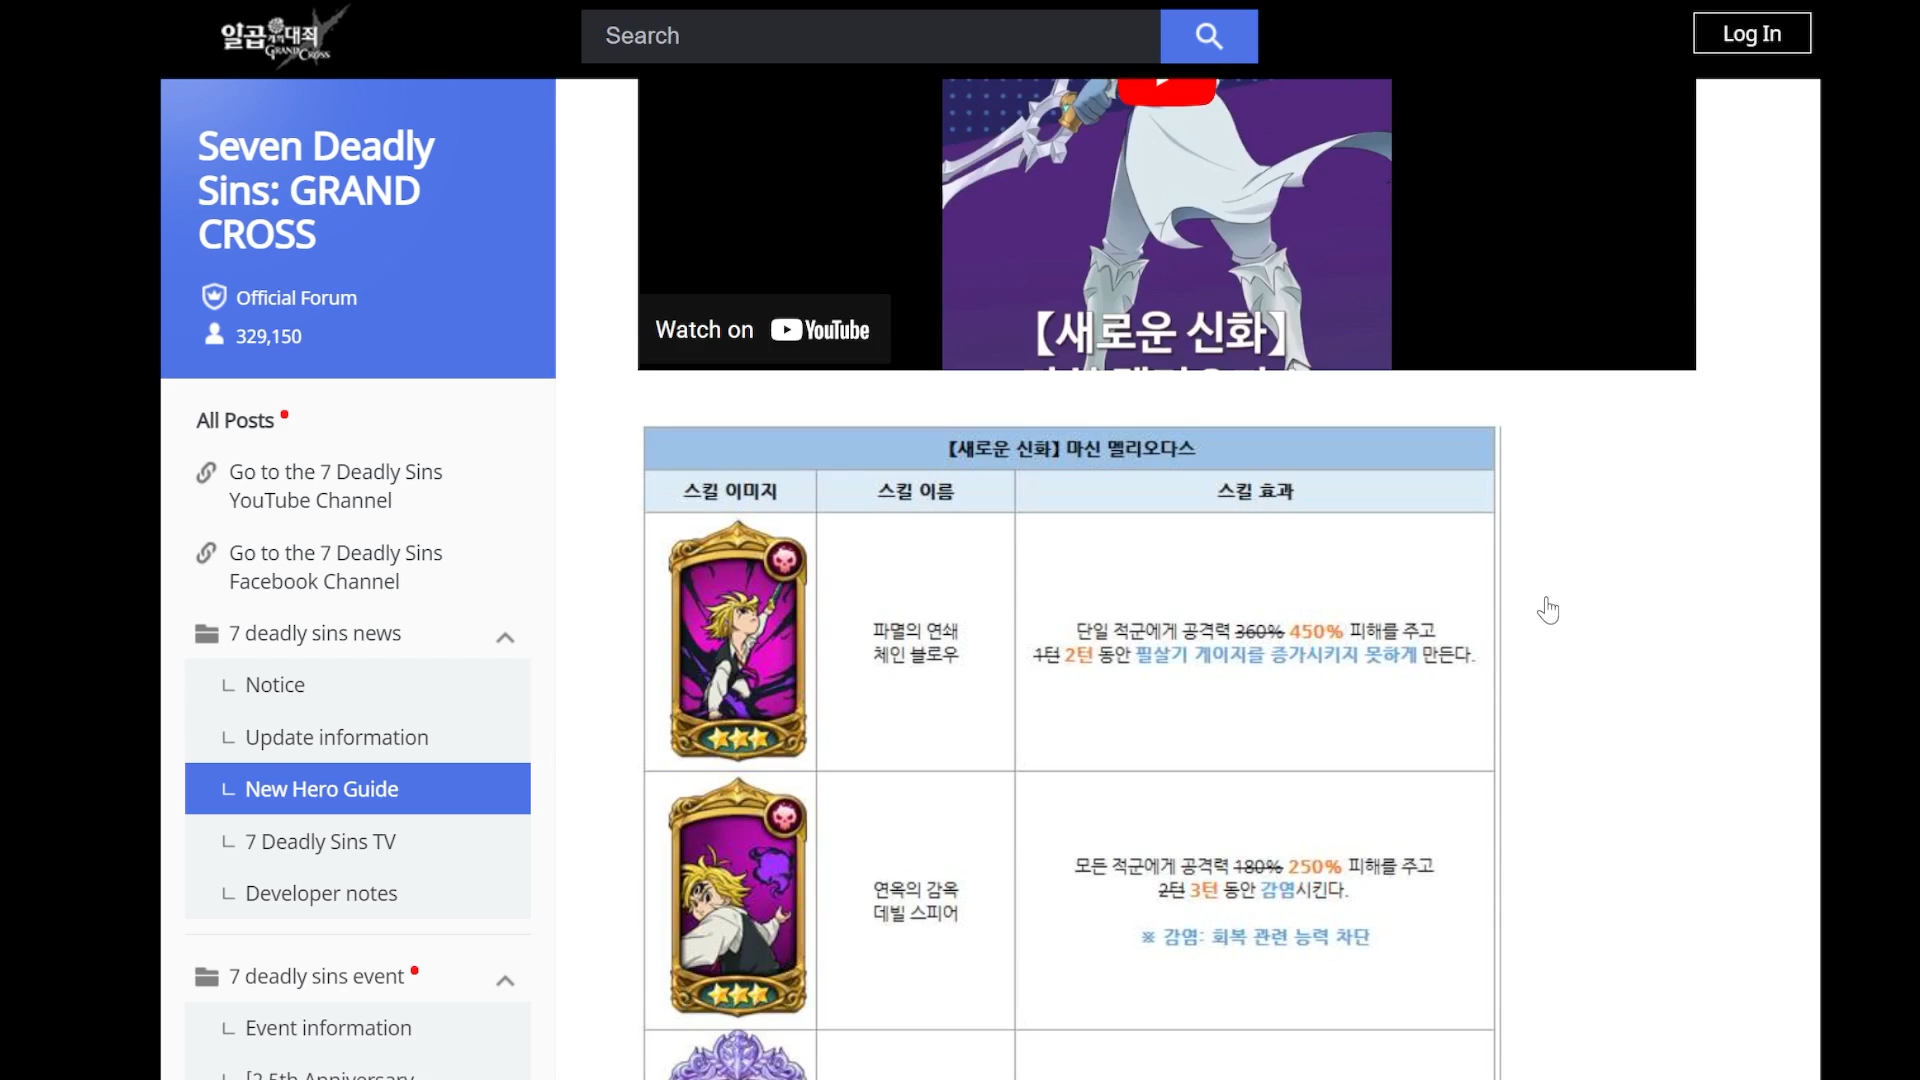 일곱개의대죄
GRAND CROSS
Search
Log In
Seven Deadly
Sins: GRAND
CROSS
Official Forum
329,150
All Posts
Go to the 7 Deadly Sins
YouTube Channel
Go to the 7 Deadly Sins
Facebook Channel
7 deadly sins news
Notice
Update information
New Hero Guide
7 Deadly Sins TV
Developer notes
7 deadly sins event
Event information
[2.5th Anniversary
Watch on YouTube
【새로운 신화】
【새로운 신화】 마신 멜리오다스
스킬 이미지 스킬 이름 스킬 효과
파멸의 연쇄
체인 블로우
단일 적군에게 공격력 360% 450% 피해를 주고
1턴 2턴 동안 필살기 게이지를 증가시키지 못하게 만든다.
연옥의 감옥
데빌 스피어
모든 적군에게 공격력 180% 250% 피해를 주고
2턴 3턴 동안 감염시킨다.
※ 감염: 회복 관련 능력 차단